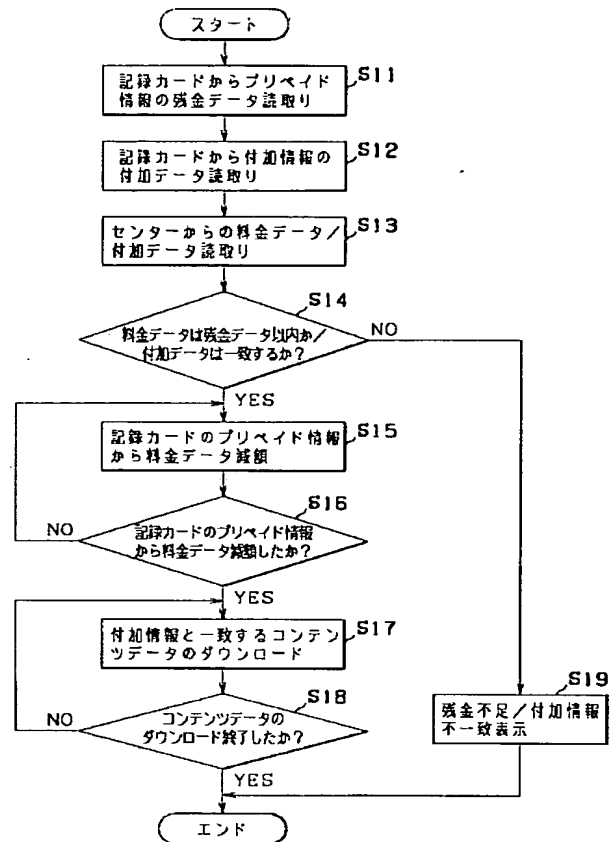 スタート
S11
記録カードからプリペイド
情報の残金データ読取り
S12
記録カードから付加情報の
付加データ読取り
S13
センターからの料金データ／
付加データ読取り
S14
料金データは残金データ以内か／
付加データは一致するか？
NO
YES
S15
記録カードのプリペイド情報
から料金データ減額
S16
記録カードのプリペイド情報
から料金データ減額したか？
NO
YES
S17
付加情報と一致するコンテン
ツデータのダウンロード
S18
コンテンツデータの
ダウンロード終了したか？
NO
YES
S19
残金不足／付加情報
不一致表示
エンド